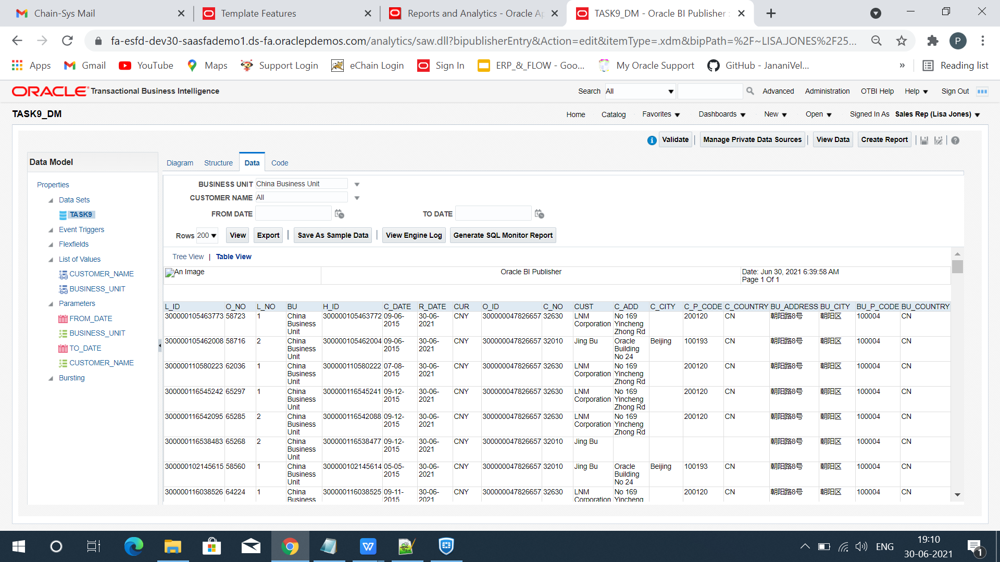 Chain-Sys Mail
Template Features
Reports and Analytics - Oracle Ap
TASK9_DM - Oracle BI Publisher :
fa-esfd-dev30-saasfademo1.ds-fa.oraclepdemos.com/analytics/saw.dll?bipublisherEntry&Action=edit&itemType=.xdm&bipPath=%2F~LISA.JONES%2F25...
P
Apps
Gmail
YouTube
Maps
Support Login
eChain Login
Sign In
ERP_&_FLOW - Goo...
My Oracle Support
GitHub - JananiVel...
»
Reading list
ORACLE Transactional Business Intelligence
Search All
Advanced
Administration
OTBI Help
Help
Sign Out
TASK9_DM
Home
Catalog
Favorites
Dashboards
New
Open
Signed In As Sales Rep (Lisa Jones)
Validate
Manage Private Data Sources
View Data
Create Report
Data Model
Properties
Data Sets
TASK9
Event Triggers
Flexfields
List of Values
CUSTOMER_NAME
BUSINESS_UNIT
Parameters
FROM_DATE
BUSINESS_UNIT
TO_DATE
CUSTOMER_NAME
Bursting
Diagram Structure Data Code
BUSINESS UNIT China Business Unit
CUSTOMER NAME All
FROM DATE
TO DATE
Rows 200 View Export Save As Sample Data View Engine Log Generate SQL Monitor Report
Tree View | Table View
An Image
Oracle BI Publisher
Date: Jun 30, 2021 6:39:58 AM
Page 1 Of 1
L_ID O_NO L_NO BU H_ID C_DATE R_DATE CUR O_ID C_NO CUST C_ADD C_CITY C_P_CODE C_COUNTRY BU_ADDRESS BU_CITY BU_P_CODE BU_COUNTRY
300000105463773 58723 1 China Business Unit 300000105463772 09-06-2015 30-06-2021 CNY 300000047826657 32630 LNM Corporation No 169 Yincheng Zhong Rd 200120 CN 朝阳路8号 朝阳区 100004 CN
300000105462008 58716 2 China Business Unit 300000105462004 09-06-2015 30-06-2021 CNY 300000047826657 32010 Jing Bu Oracle Building No 24 Beijing 100193 CN 朝阳路8号 朝阳区 100004 CN
300000110580223 62036 1 China Business Unit 300000110580222 07-08-2015 30-06-2021 CNY 300000047826657 32630 LNM Corporation No 169 Yincheng Zhong Rd 200120 CN 朝阳路8号 朝阳区 100004 CN
300000116545242 65297 1 China Business Unit 300000116545241 09-12-2015 30-06-2021 CNY 300000047826657 32630 LNM Corporation No 169 Yincheng Zhong Rd 200120 CN 朝阳路8号 朝阳区 100004 CN
300000116542095 65285 2 China Business Unit 300000116542088 09-12-2015 30-06-2021 CNY 300000047826657 32630 LNM Corporation No 169 Yincheng Zhong Rd 200120 CN 朝阳路8号 朝阳区 100004 CN
300000116538483 65268 2 China Business Unit 300000116538477 09-12-2015 30-06-2021 CNY 300000047826657 32010 Jing Bu 朝阳路8号 朝阳区 100004 CN
300000102145615 58560 1 China Business Unit 300000102145614 05-05-2015 30-06-2021 CNY 300000047826657 32010 Jing Bu Oracle Building No 24 Beijing 100193 CN 朝阳路8号 朝阳区 100004 CN
300000116038526 64224 1 China Business 300000116038525 09-11-2015 30-06-2021 CNY 300000047826657 32630 LNM Corporation No 169 Yincheng 200120 CN 朝阳路8号 朝阳区 100004 CN
ENG
19:10
30-06-2021
1